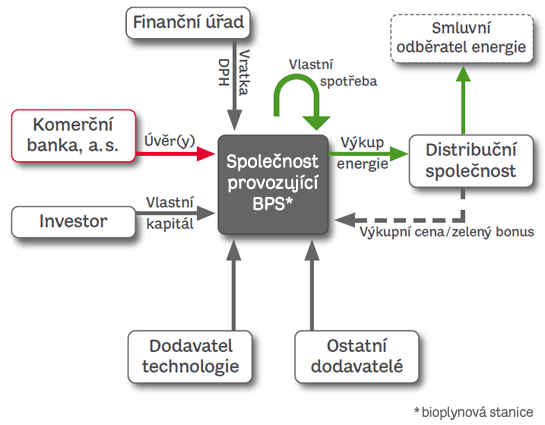 Finanční úřad
Smluvní
odběratel energie
Vratka
DPH
Vlastní
spotřeba
Komerční
banka, a. s.
Úvěr(y)
Společnost
provozující
BPS*
Výkup
energie
Distribuční
společnost
Investor
Vlastní
kapitál
Výkupní cena/zelený bonus
Dodavatel
technologie
Ostatní
dodavatelé
* bioplynová stanice